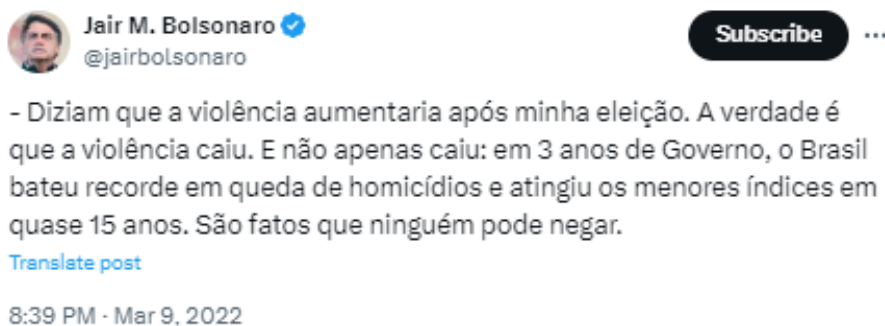 Jair M. Bolsonaro
@jairbolsonaro
Subscribe
- Diziam que a violência aumentaria após minha eleição. A verdade é
que a violência caiu. E não apenas caiu: em 3 anos de Governo, o Brasil
bateu recorde em queda de homicídios e atingiu os menores índices em
quase 15 anos. São fatos que ninguém pode negar.
Translate post
8:39 PM · Mar 9, 2022